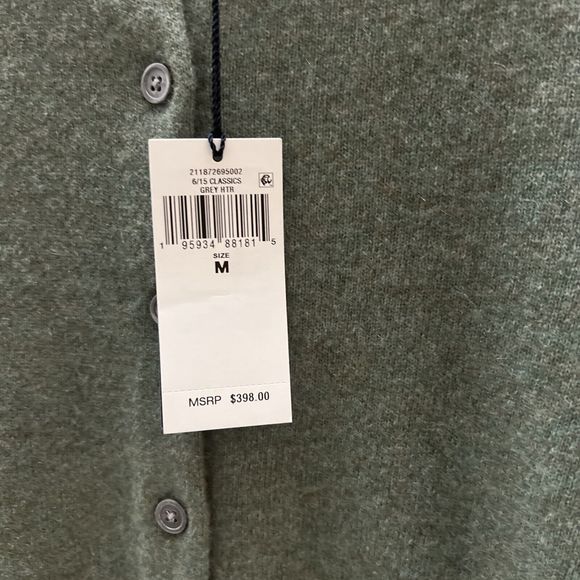 211872695002
6/15 CLASSICS
GREY HTR
1 95934 88181 5
SIZE
M
MSRP $398.00